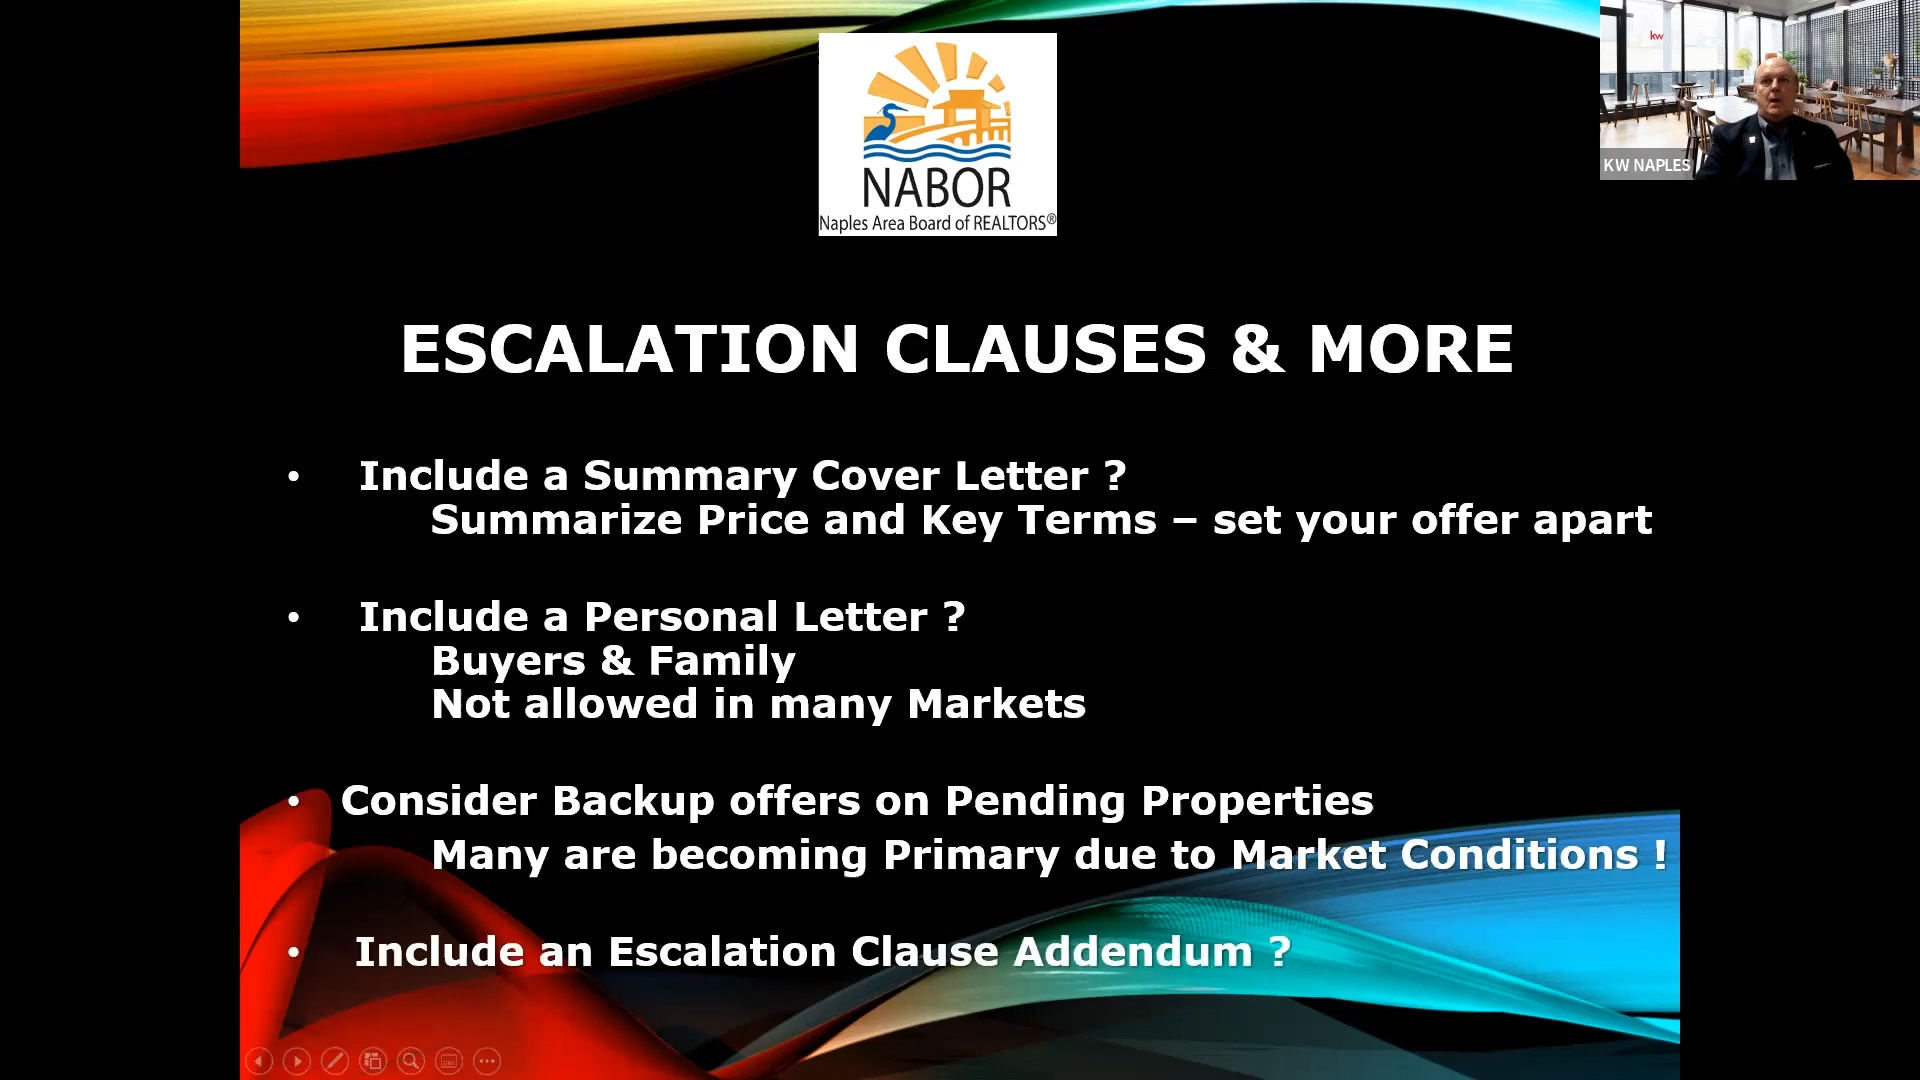 kw
KW NAPLES
NABOR
Naples Area Board of REALTORS®
ESCALATION CLAUSES & MORE
• Include a Summary Cover Letter ?
Summarize Price and Key Terms – set your offer apart
• Include a Personal Letter ?
Buyers & Family
Not allowed in many Markets
• Consider Backup offers on Pending Properties
Many are becoming Primary due to Market Conditions !
• Include an Escalation Clause Addendum ?